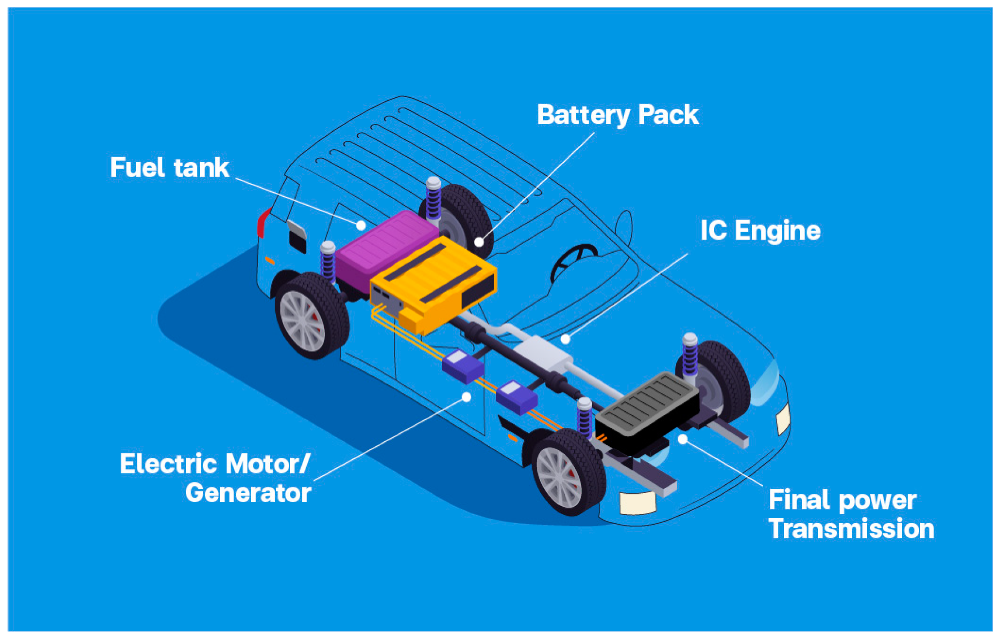 Battery Pack
Fuel tank
IC Engine
Electric Motor/
Generator
Final power
Transmission